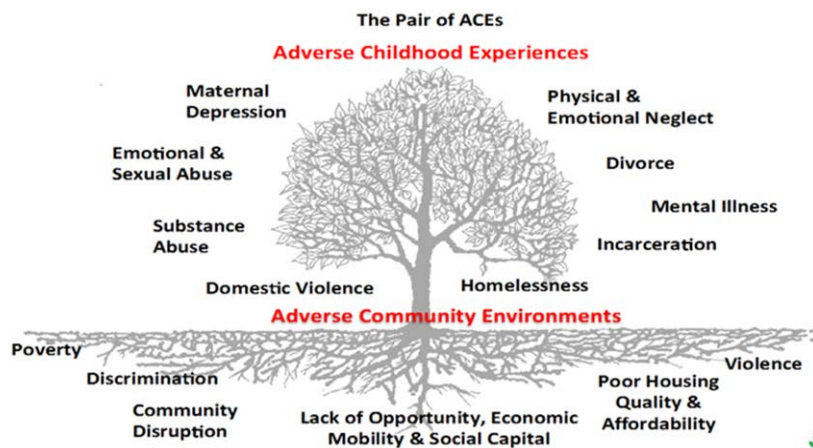 The Pair of ACEs
Adverse Childhood Experiences
Maternal
Depression
Physical &
Emotional Neglect
Emotional &
Sexual Abuse
Divorce
Mental Illness
Substance
Abuse
Incarceration
Domestic Violence
Homelessness
Adverse Community Environments
Poverty
Violence
Discrimination
Poor Housing
Quality &
Affordability
Community
Disruption
Lack of Opportunity, Economic
Mobility & Social Capital